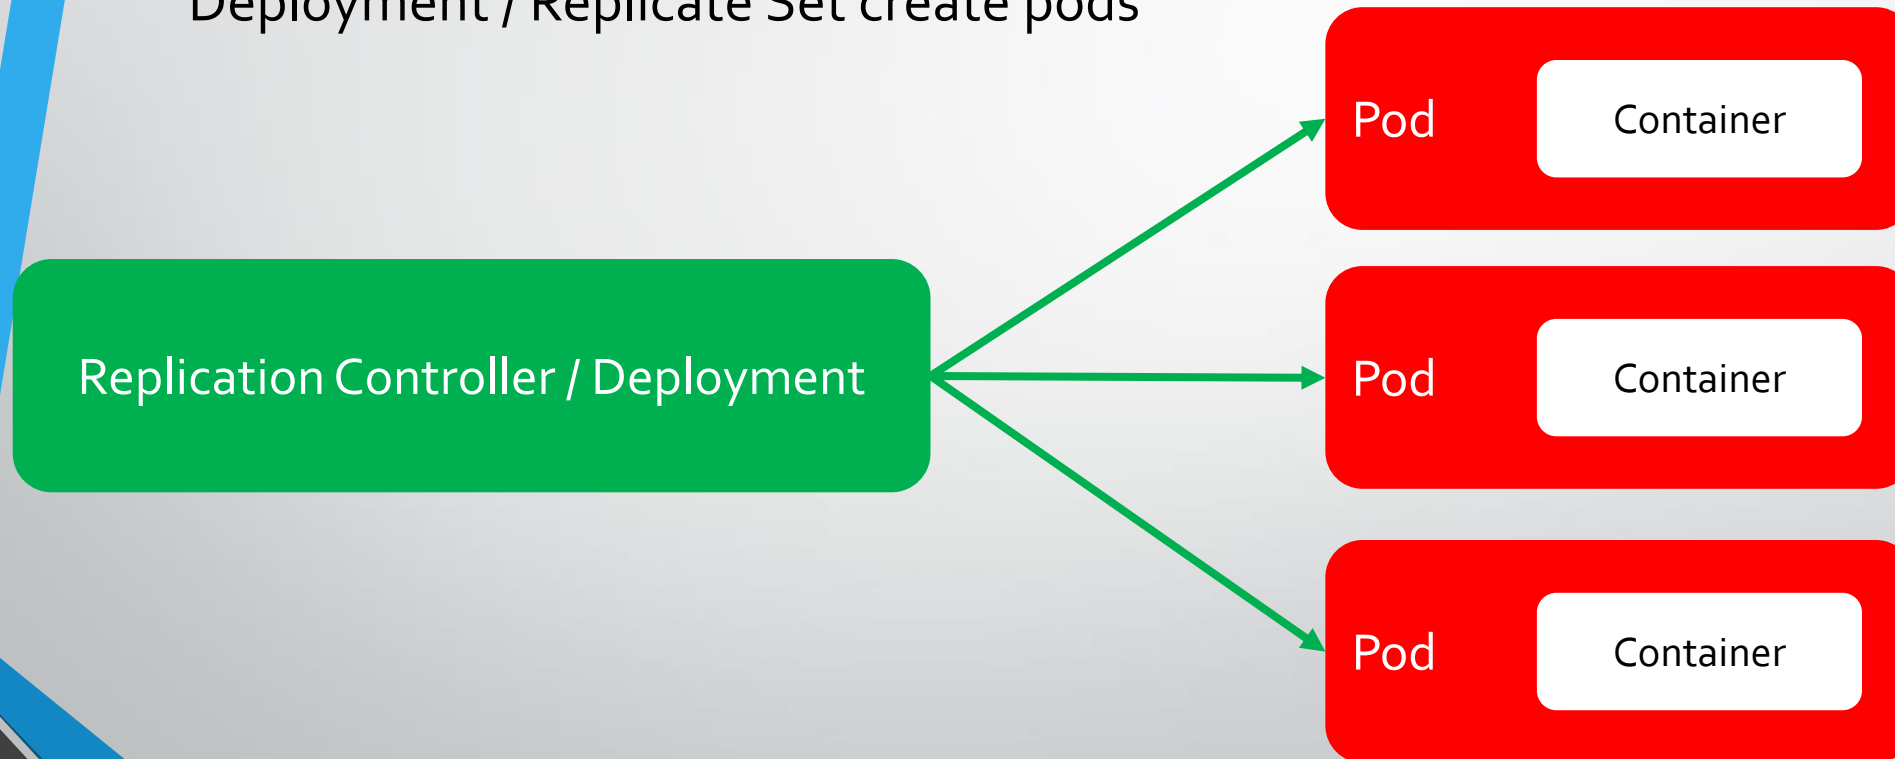 Deployment / Replicate Set create pods
Pod
Container
Replication Controller / Deployment
Pod
Container
Pod
Container